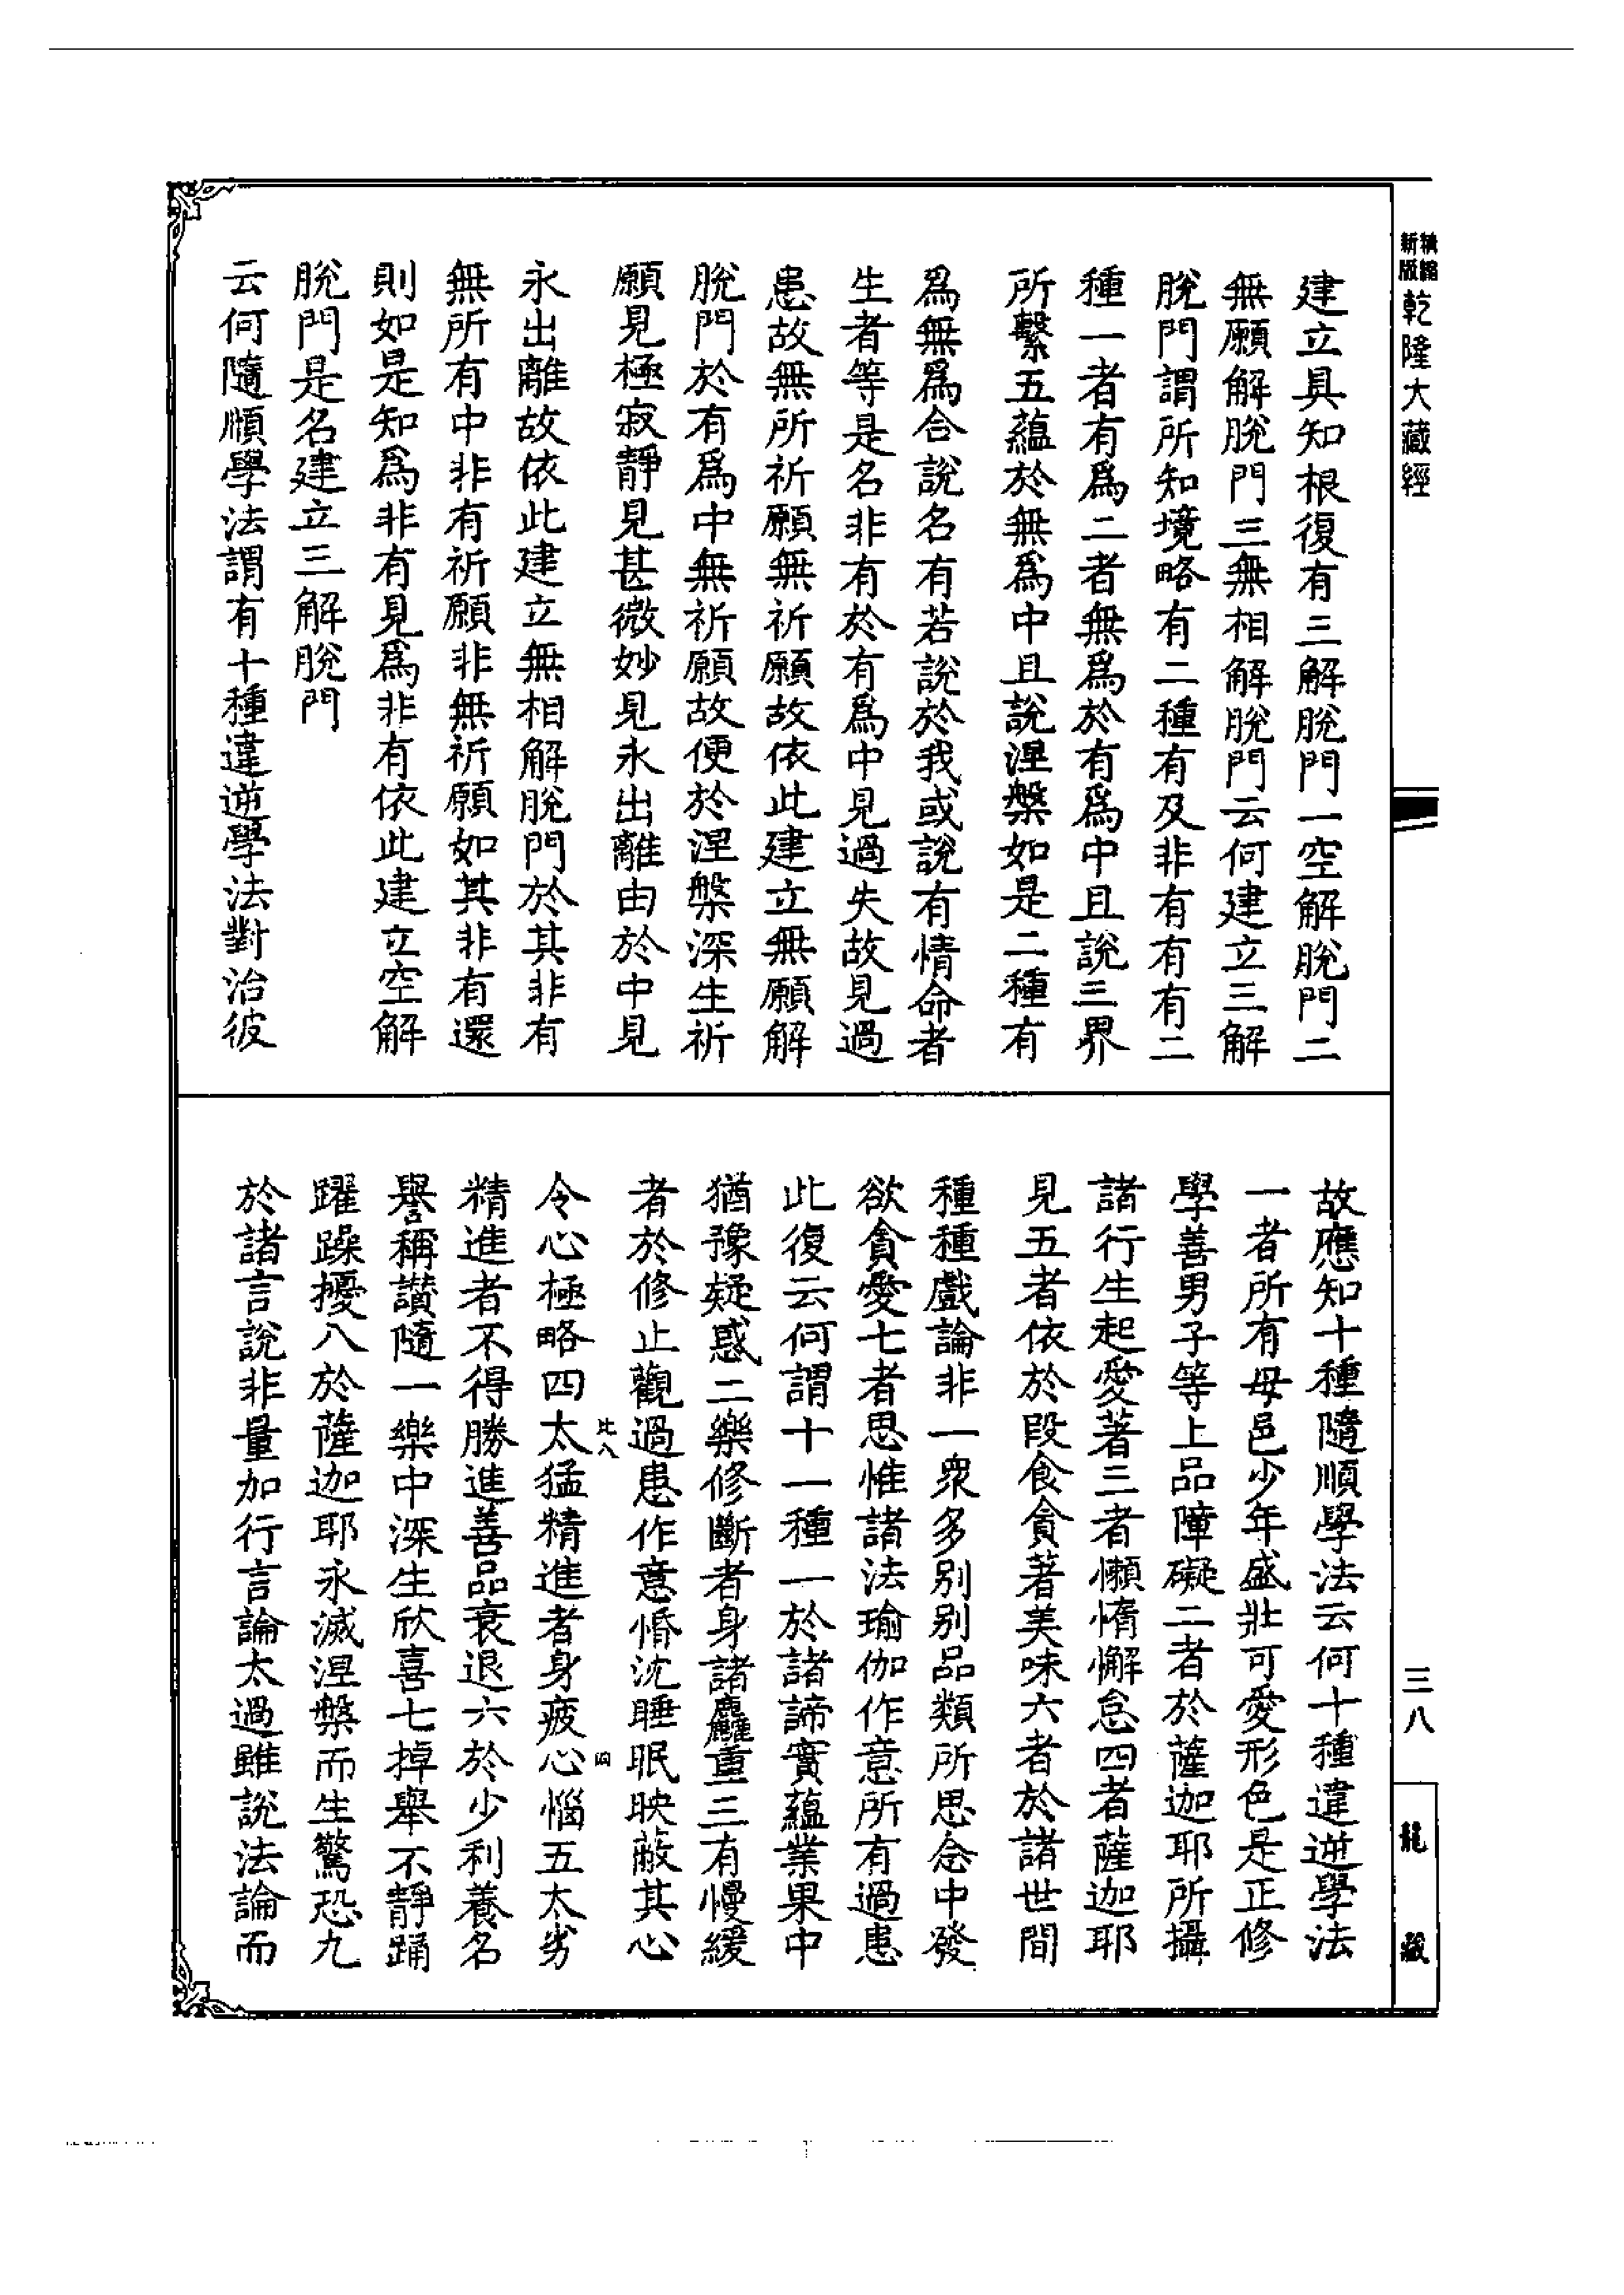 精縮新版乾隆大藏經
建立具知根復有三解脫門一空解脫門二
無願解脫門三無相解脫門云何建立三解
脫門謂所知境略有二種有及非有有有二
種一者有爲二者無爲於有爲中且說三界
所繫五蘊於無爲中且說涅槃如是二種有
爲無爲合說名有若說於我或說有情命者
生者等是名非有於有爲中見過失故見過
患故無所祈願無祈願故依此建立無願解
脫門於有爲中無祈願故便於涅槃深生祈
願見極寂靜見甚微妙見永出離由於中見
永出離故依此建立無相解脫門於其非有
無所有中非有祈願非無祈願如其非有還
則如是知爲非有見爲非有依此建立空解
脫門是名建立三解脫門
云何隨順學法謂有十種違逆學法對治彼
故應知十種隨順學法云何十種違逆學法
一者所有母邑少年盛壯可愛形色是正修
學善男子等上品障礙二者於薩迦耶所攝
諸行生起愛著三者懶惰懈怠四者薩迦耶
見五者依於段食貪著美味六者於諸世間
種種戲論非一衆多別別品類所思念中發
欲貪愛七者思惟諸法瑜伽作意所有過患
此復云何謂十一種一於諸諦實蘊業果中
猶豫疑惑二樂修斷者身諸麤重三有慢緩
者於修止觀過患作意惛沈睡眠映蔽其心
令心極略四太猛精進者身疲心惱五太劣
精進者不得勝進善品衰退六於少利養名
譽稱讚隨一樂中深生欣喜七掉舉不靜踊
躍躁擾八於薩迦耶永滅涅槃而生驚恐九
於諸言說非量加行言論太過雖說法論而
三八
龍藏